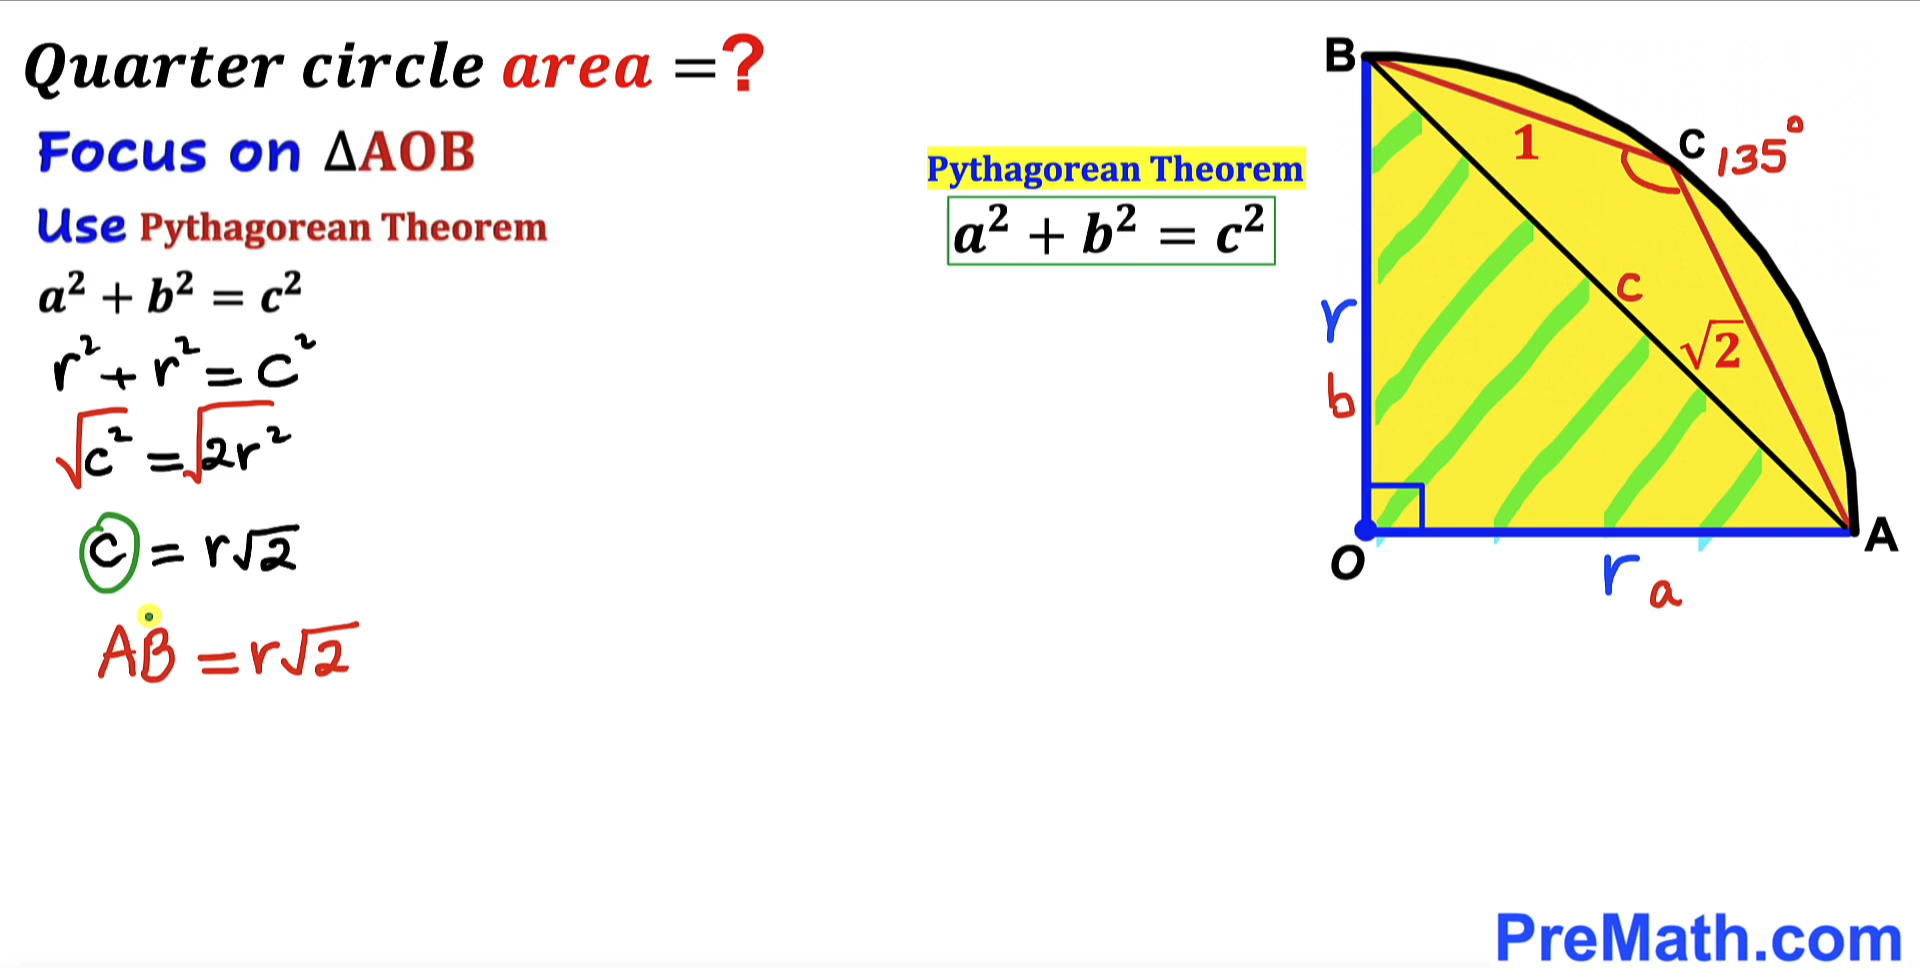 Quarter circle area =?
Focus on ΔAOB
Use Pythagorean Theorem
a² + b² = c²
r² + r² = c²
√c² = √2r²
c = r√2
AB = r√2
Pythagorean Theorem
a² + b² = c²
B
1
C 135°
c
√2
r
b
O
A
r a
PreMath.com